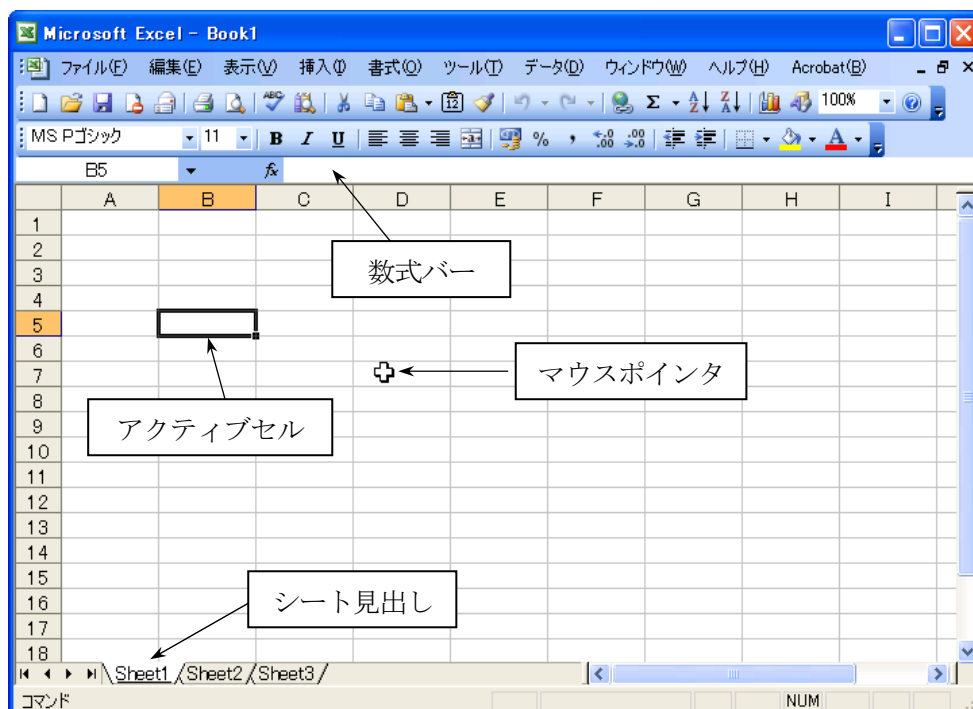 Microsoft Excel - Book1
ファイル(F) 編集(E) 表示(V) 挿入(I) 書式(O) ツール(T) データ(D) ウィンドウ(W) ヘルプ(H) Acrobat(B)
100%
MS Pゴシック 11 B I U
B5 fx
A B C D E F G H I
1
2
数式バー
3
4
5
6
7
マウスポインタ
8
アクティブセル
9
10
11
12
13
14
15
シート見出し
16
17
18
Sheet1 Sheet2 Sheet3
コマンド NUM